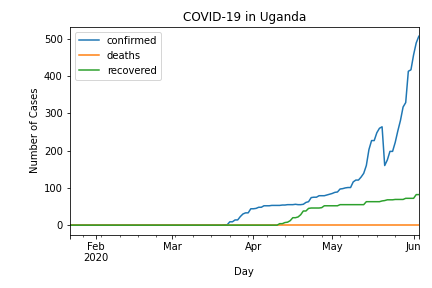 COVID-19 in Uganda
confirmed
deaths
recovered
Number of Cases
500
400
300
200
100
0
Feb Mar Apr May Jun
2020
Day